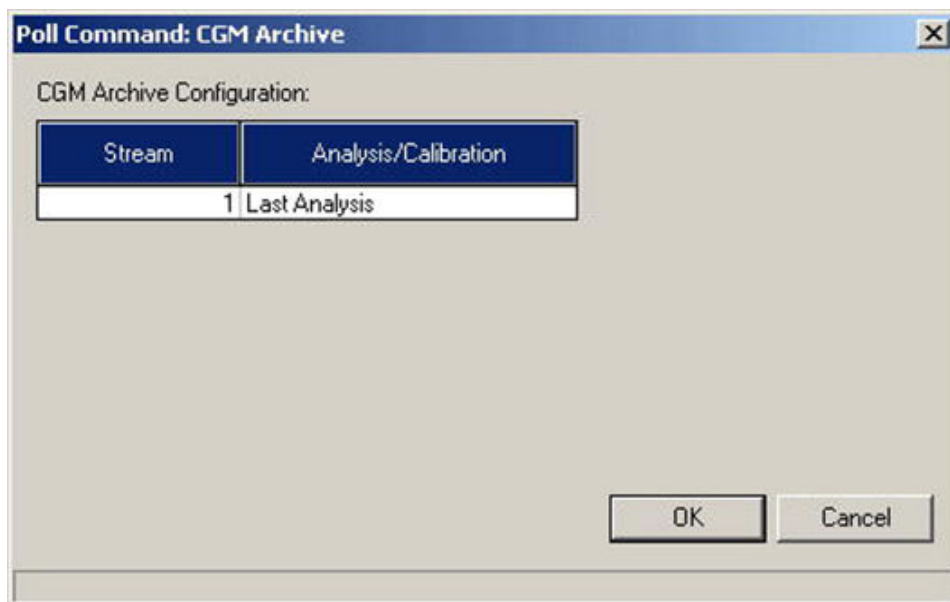 Poll Command: CGM Archive
CGM Archive Configuration:
Stream Analysis/Calibration
1 Last Analysis
OK Cancel